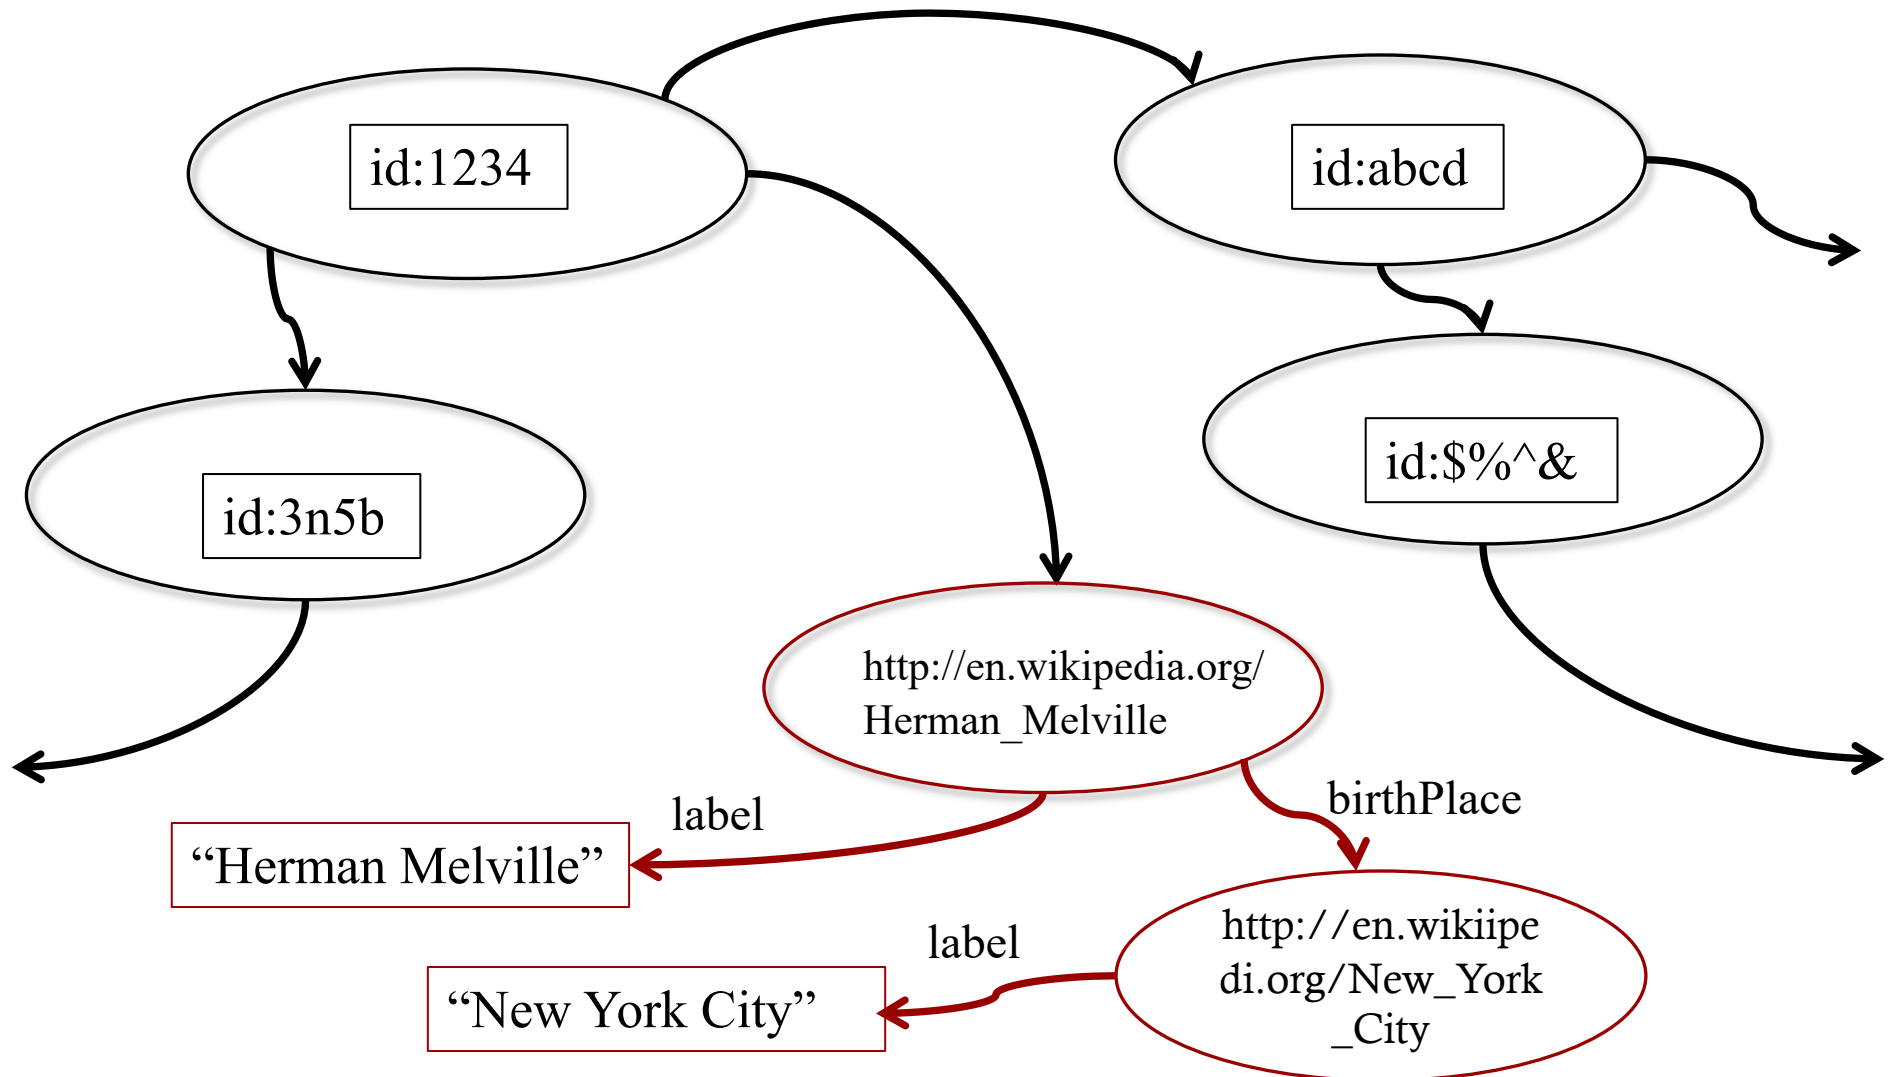 id:1234
id:abcd
id:3n5b
id:$%^&
http://en.wikipedia.org/
Herman_Melville
label
birthPlace
“Herman Melville”
label
http://en.wikiipe
di.org/New_York
_City
“New York City”